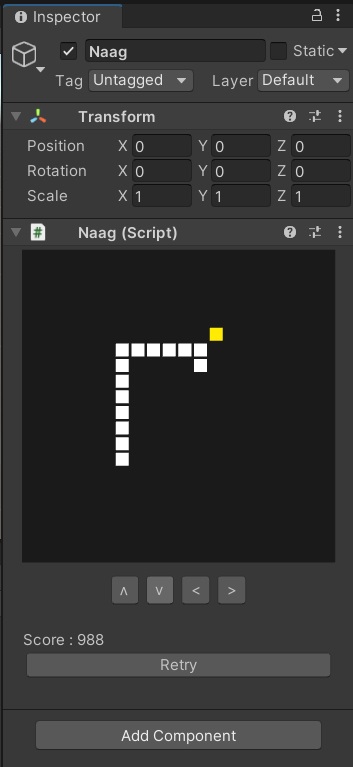 Inspector
Naag Static
Tag Untagged Layer Default
Transform
Position X 0 Y 0 Z 0
Rotation X 0 Y 0 Z 0
Scale X 1 Y 1 Z 1
# Naag (Script)
ʌ v < >
Score : 988
Retry
Add Component